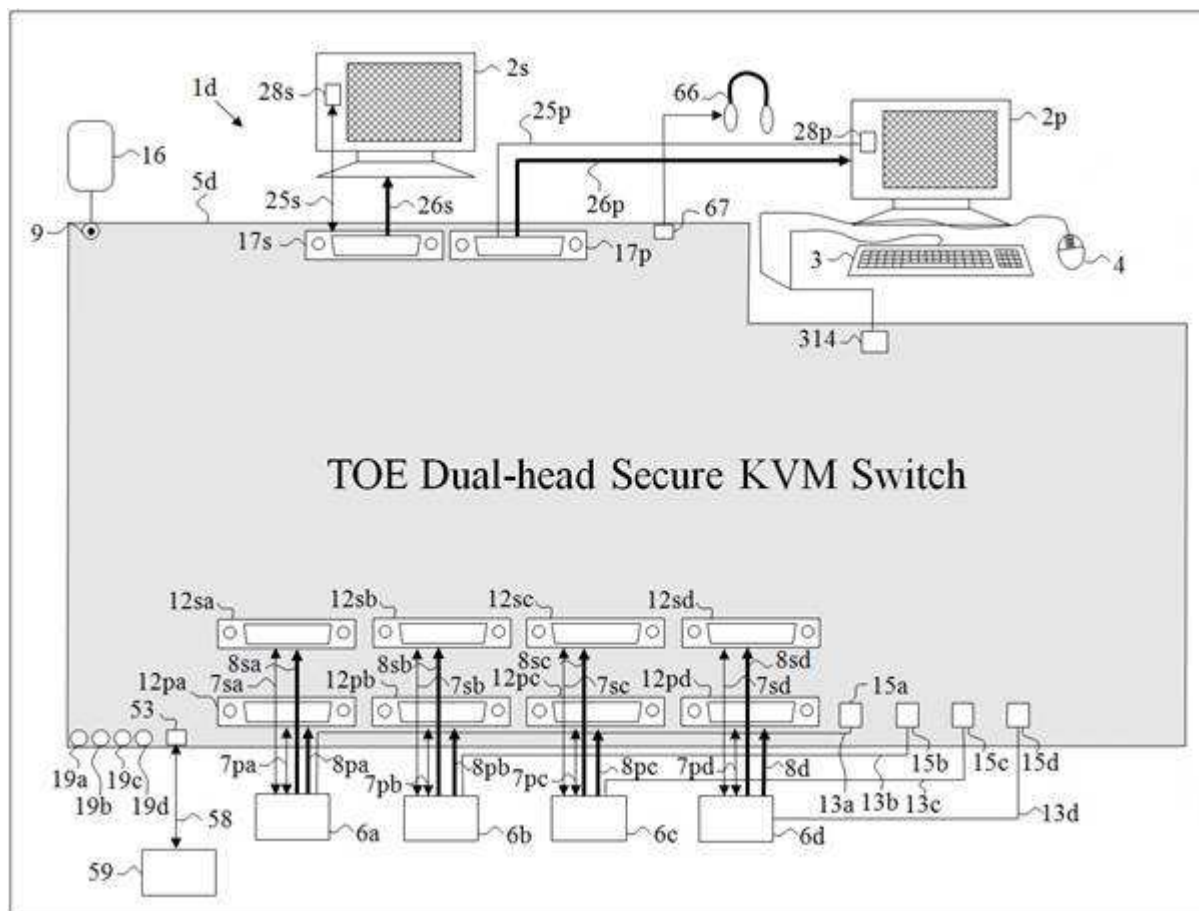 2s
1d
28s
66
25p
28p
2p
16
5d
25s
26s
26p
9
17s
17p
67
3
4
314
TOE Dual-head Secure KVM Switch
12sa
12sb
12sc
12sd
8sa
8sb
8sc
8sd
7sa
7sb
7sc
7sd
12pa
12pb
12pc
12pd
15a
53
19a
19b
19c
19d
7pa
8pa
7pb
8pb
7pc
8pc
7pd
8d
15b
15c
15d
13a
13b
13c
13d
58
6a
6b
6c
6d
59